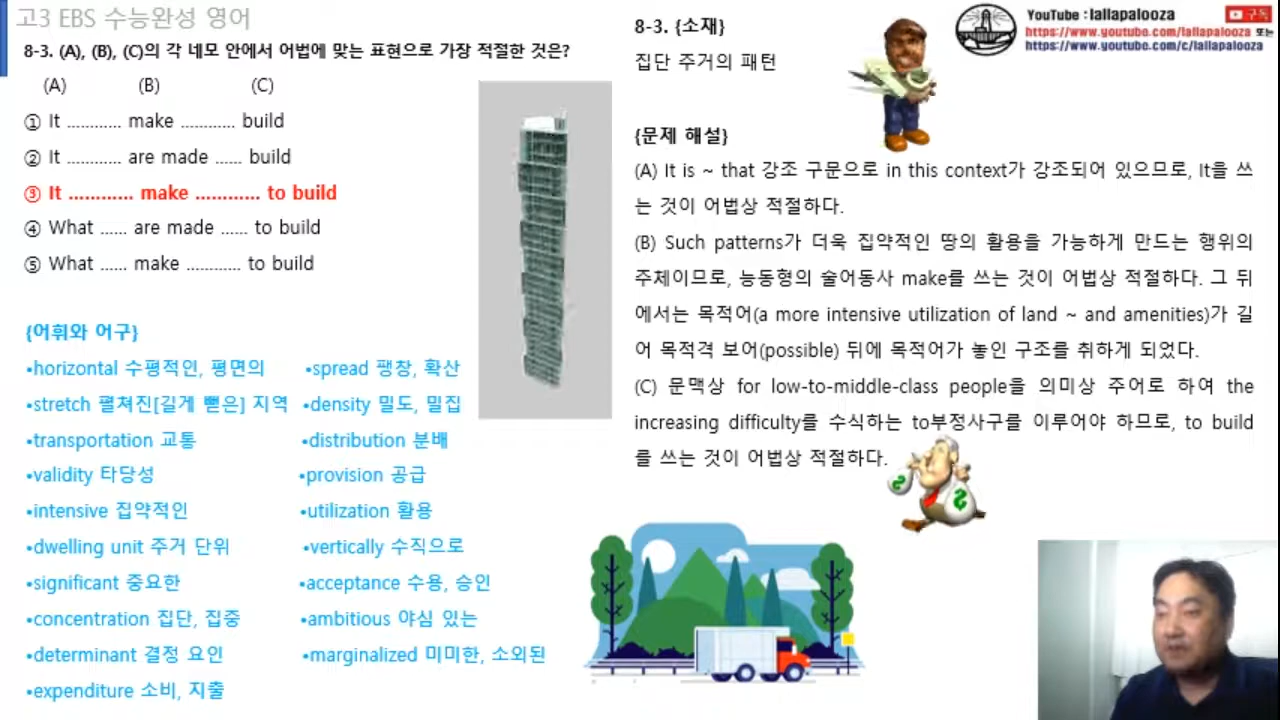 고3 EBS 수능완성 영어
8-3. (A), (B), (C)의 각 네모 안에서 어법에 맞는 표현으로 가장 적절한 것은?
(A) (B) (C)
① It ............ make ............ build
② It ............ are made ...... build
③ It ............ make ............ to build
④ What ...... are made ...... to build
⑤ What ...... make ............ to build
{어휘와 어구}
•horizontal 수평적인, 평면의 •spread 팽창, 확산
•stretch 펼쳐진[길게 뻗은] 지역 •density 밀도, 밀집
•transportation 교통 •distribution 분배
•validity 타당성 •provision 공급
•intensive 집약적인 •utilization 활용
•dwelling unit 주거 단위 •vertically 수직으로
•significant 중요한 •acceptance 수용, 승인
•concentration 집단, 집중 •ambitious 야심 있는
•determinant 결정 요인 •marginalized 미미한, 소외된
•expenditure 소비, 지출
8-3. {소재}
집단 주거의 패턴
{문제 해설}
(A) It is ~ that 강조 구문으로 in this context가 강조되어 있으므로, It을 쓰
는 것이 어법상 적절하다.
(B) Such patterns가 더욱 집약적인 땅의 활용을 가능하게 만드는 행위의
주체이므로, 능동형의 술어동사 make를 쓰는 것이 어법상 적절하다. 그 뒤
에서는 목적어(a more intensive utilization of land ~ and amenities)가 길
어 목적격 보어(possible) 뒤에 목적어가 놓인 구조를 취하게 되었다.
(C) 문맥상 for low-to-middle-class people을 의미상 주어로 하여 the
increasing difficulty를 수식하는 to부정사구를 이루어야 하므로, to build
를 쓰는 것이 어법상 적절하다.
YouTube : lallapalooza 구독
https://www.youtube.com/lallapalooza 또는
https://www.youtube.com/c/lallapalooza